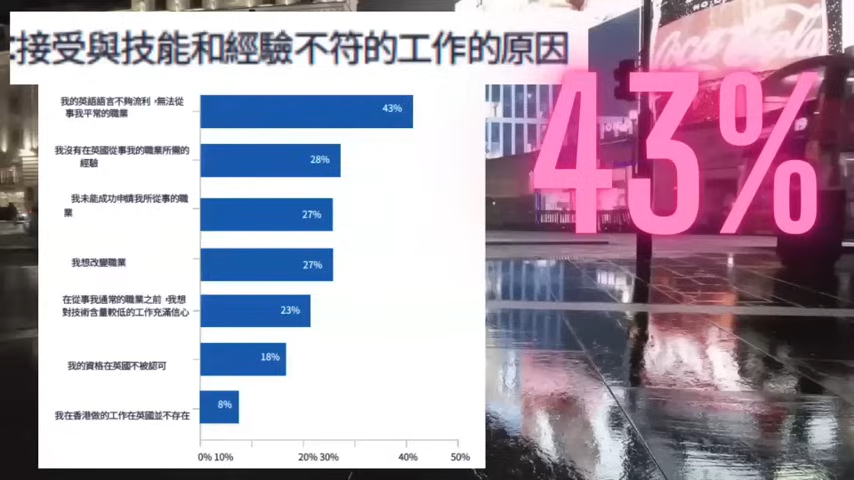 接受與技能和經驗不符的工作的原因
43%
我的英語語言不夠流利，無法從
事我平常的職業
43%
我沒有在英國從事我的職業所需的
經驗
28%
我未能成功申請我所從事的職
業
27%
我想改變職業
27%
在從事我通常的職業之前，我想
對技術含量較低的工作充滿信心
23%
我的資格在英國不被認可
18%
我在香港做的工作在英國並不存在
8%
0% 10% 20% 30% 40% 50%
Coca-Cola